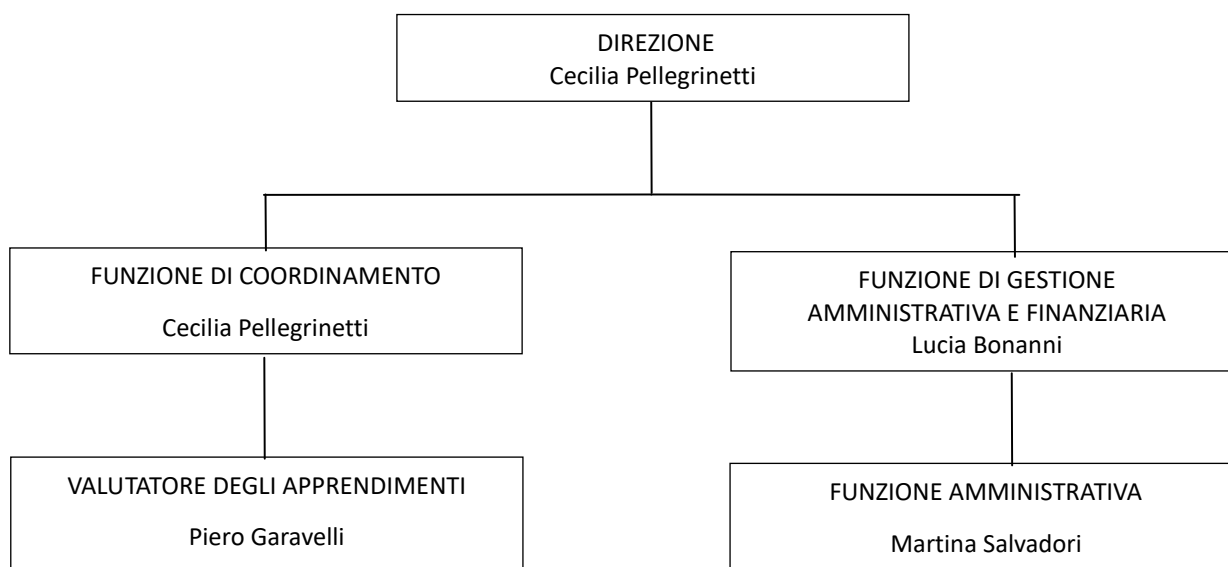 DIREZIONE
Cecilia Pellegrinetti
FUNZIONE DI COORDINAMENTO
Cecilia Pellegrinetti
FUNZIONE DI GESTIONE
AMMINISTRATIVA E FINANZIARIA
Lucia Bonanni
VALUTATORE DEGLI APPRENDIMENTI
Piero Garavelli
FUNZIONE AMMINISTRATIVA
Martina Salvadori